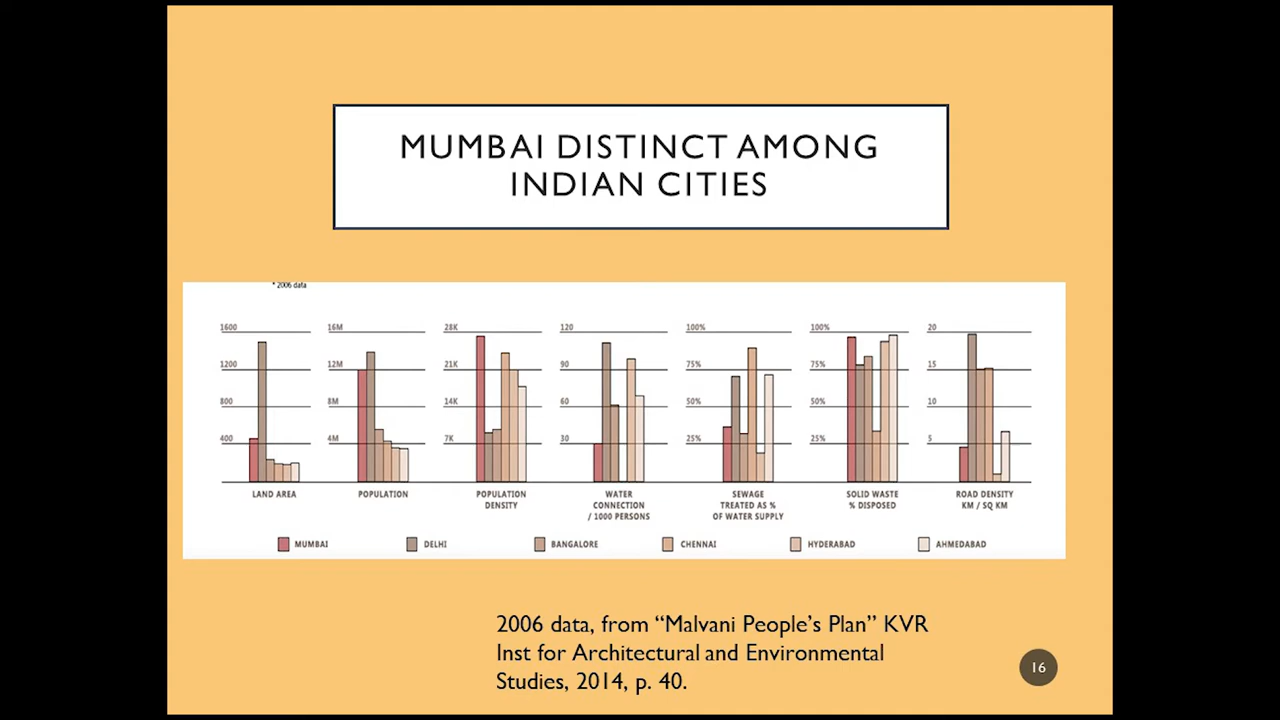 MUMBAI DISTINCT AMONG
INDIAN CITIES
* 2006 data
1600
1200
800
400
LAND AREA
16M
12M
8M
4M
POPULATION
28K
21K
14K
7K
POPULATION
DENSITY
120
90
60
30
WATER
CONNECTION
/ 1000 PERSONS
100%
75%
50%
25%
SEWAGE
TREATED AS %
OF WATER SUPPLY
100%
75%
50%
25%
SOLID WASTE
% DISPOSED
20
15
10
5
ROAD DENSITY
KM / SQ KM
MUMBAI
DELHI
BANGALORE
CHENNAI
HYDERABAD
AHMEDABAD
2006 data, from “Malvani People’s Plan” KVR
Inst for Architectural and Environmental
Studies, 2014, p. 40.
16